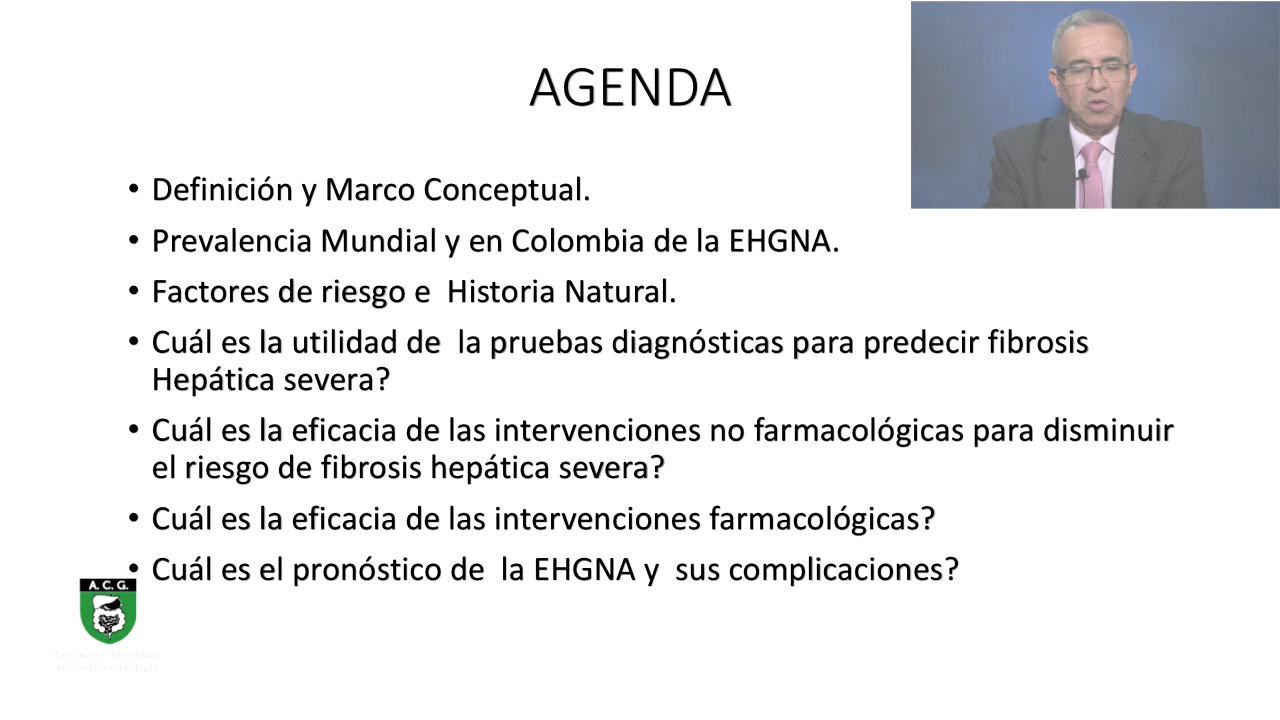 AGENDA
• Definición y Marco Conceptual.
• Prevalencia Mundial y en Colombia de la EHGNA.
• Factores de riesgo e  Historia Natural.
• Cuál es la utilidad de  la pruebas diagnósticas para predecir fibrosis
Hepática severa?
• Cuál es la eficacia de las intervenciones no farmacológicas para disminuir
el riesgo de fibrosis hepática severa?
• Cuál es la eficacia de las intervenciones farmacológicas?
• Cuál es el pronóstico de  la EHGNA y  sus complicaciones?
A. C. G.